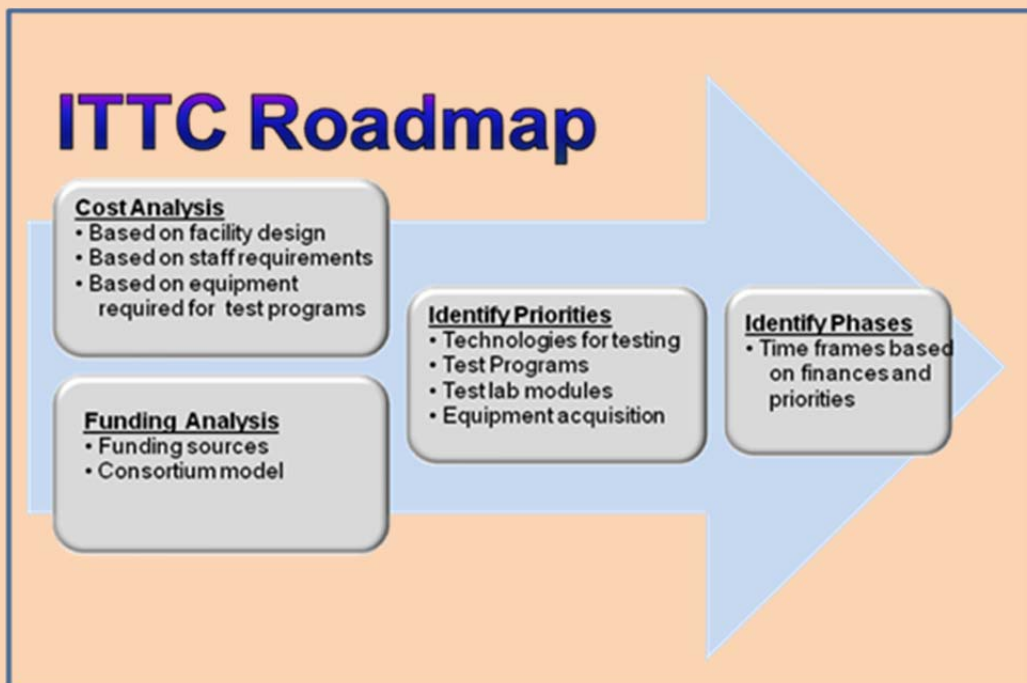 ITTC Roadmap
Cost Analysis
• Based on facility design
• Based on staff requirements
• Based on equipment
required for test programs
Funding Analysis
• Funding sources
• Consortium model
Identify Priorities
• Technologies for testing
• Test Programs
• Test lab modules
• Equipment acquisition
Identify Phases
• Time frames based
on finances and
priorities